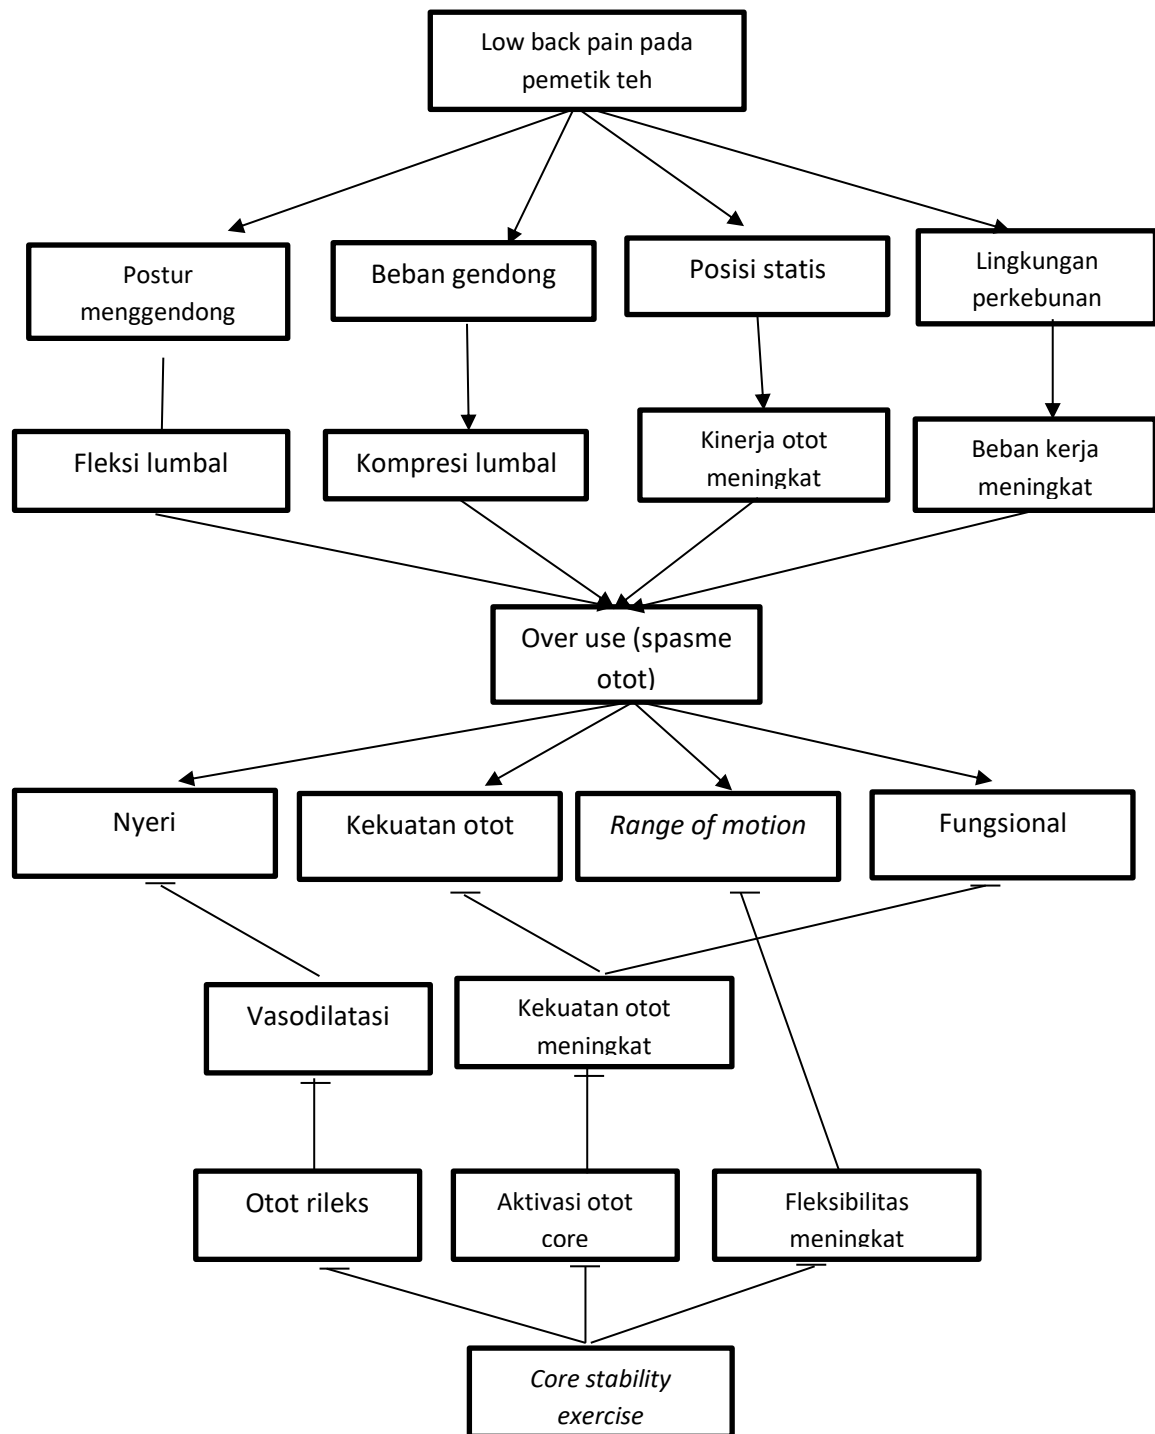 Low back pain pada
pemetik teh
Postur
menggendong
Beban gendong
Posisi statis
Lingkungan
perkebunan
Fleksi lumbal
Kompresi lumbal
Kinerja otot
meningkat
Beban kerja
meningkat
Over use (spasme
otot)
Nyeri
Kekuatan otot
Range of motion
Fungsional
Vasodilatasi
Kekuatan otot
meningkat
Otot rileks
Aktivasi otot
core
Fleksibilitas
meningkat
Core stability
exercise